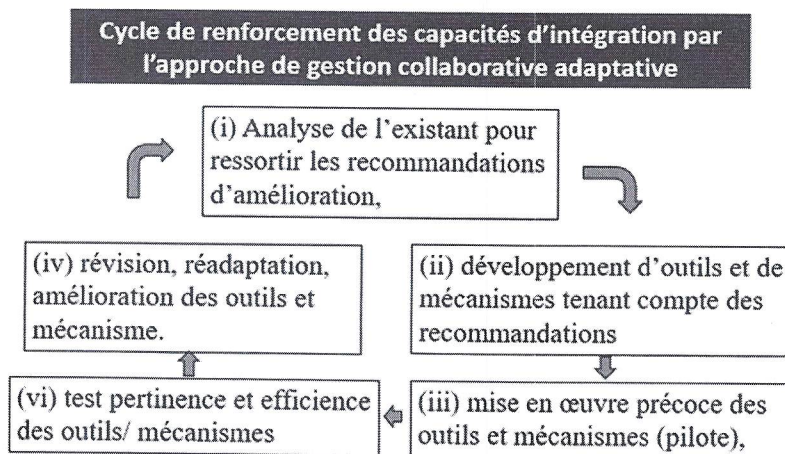 Cycle de renforcement des capacités d'intégration par
l'approche de gestion collaborative adaptative
(i) Analyse de l'existant pour
ressortir les recommandations
d'amélioration,
(ii) développement d'outils et de
mécanismes tenant compte des
recommandations
(iii) mise en œuvre précoce des
outils et mécanismes (pilote),
(vi) test pertinence et efficience
des outils/ mécanismes
(iv) révision, réadaptation,
amélioration des outils et
mécanisme.